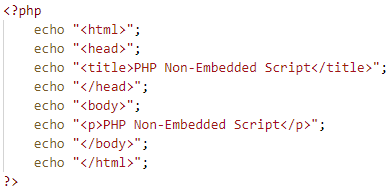 <?php
    echo "<html>";
    echo "<head>";
    echo "<title>PHP Non-Embedded Script</title>";
    echo "</head>";
    echo "<body>";
    echo "<p>PHP Non-Embedded Script</p>";
    echo "</body>";
    echo "</html>";
?>